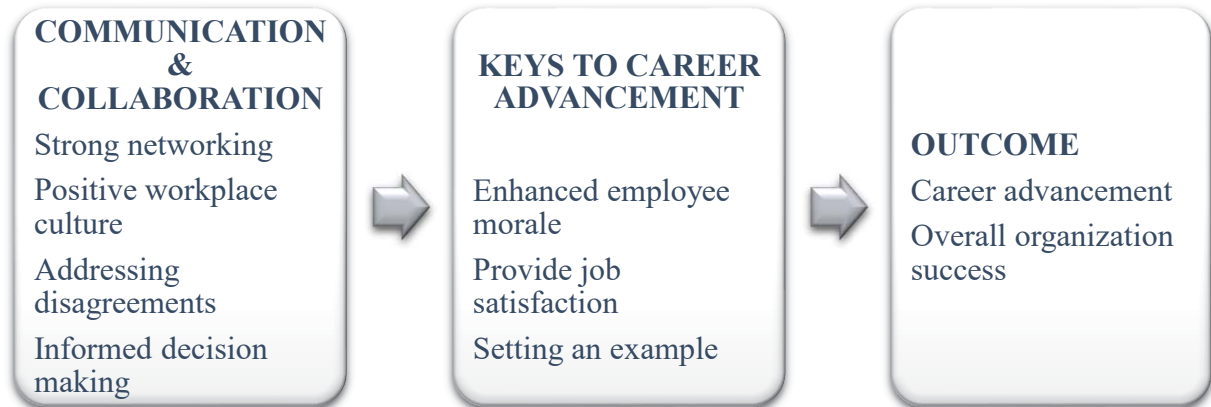 COMMUNICATION
&
COLLABORATION
Strong networking
Positive workplace
culture
Addressing
disagreements
Informed decision
making
KEYS TO CAREER
ADVANCEMENT
Enhanced employee
morale
Provide job
satisfaction
Setting an example
OUTCOME
Career advancement
Overall organization
success